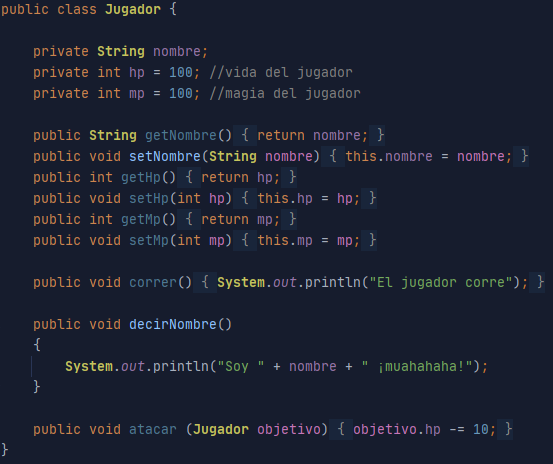 public class Jugador {
private String nombre;
private int hp = 100; //vida del jugador
private int mp = 100; //magia del jugador
public String getNombre() { return nombre; }
public void setNombre(String nombre) { this.nombre = nombre; }
public int getHp() { return hp; }
public void setHp(int hp) { this.hp = hp; }
public int getMp() { return mp; }
public void setMp(int mp) { this.mp = mp; }
public void correr() { System.out.println("El jugador corre"); }
public void decirNombre()
{
System.out.println("Soy " + nombre + " ¡muahahaha!");
}
public void atacar (Jugador objetivo) { objetivo.hp -= 10; }
}